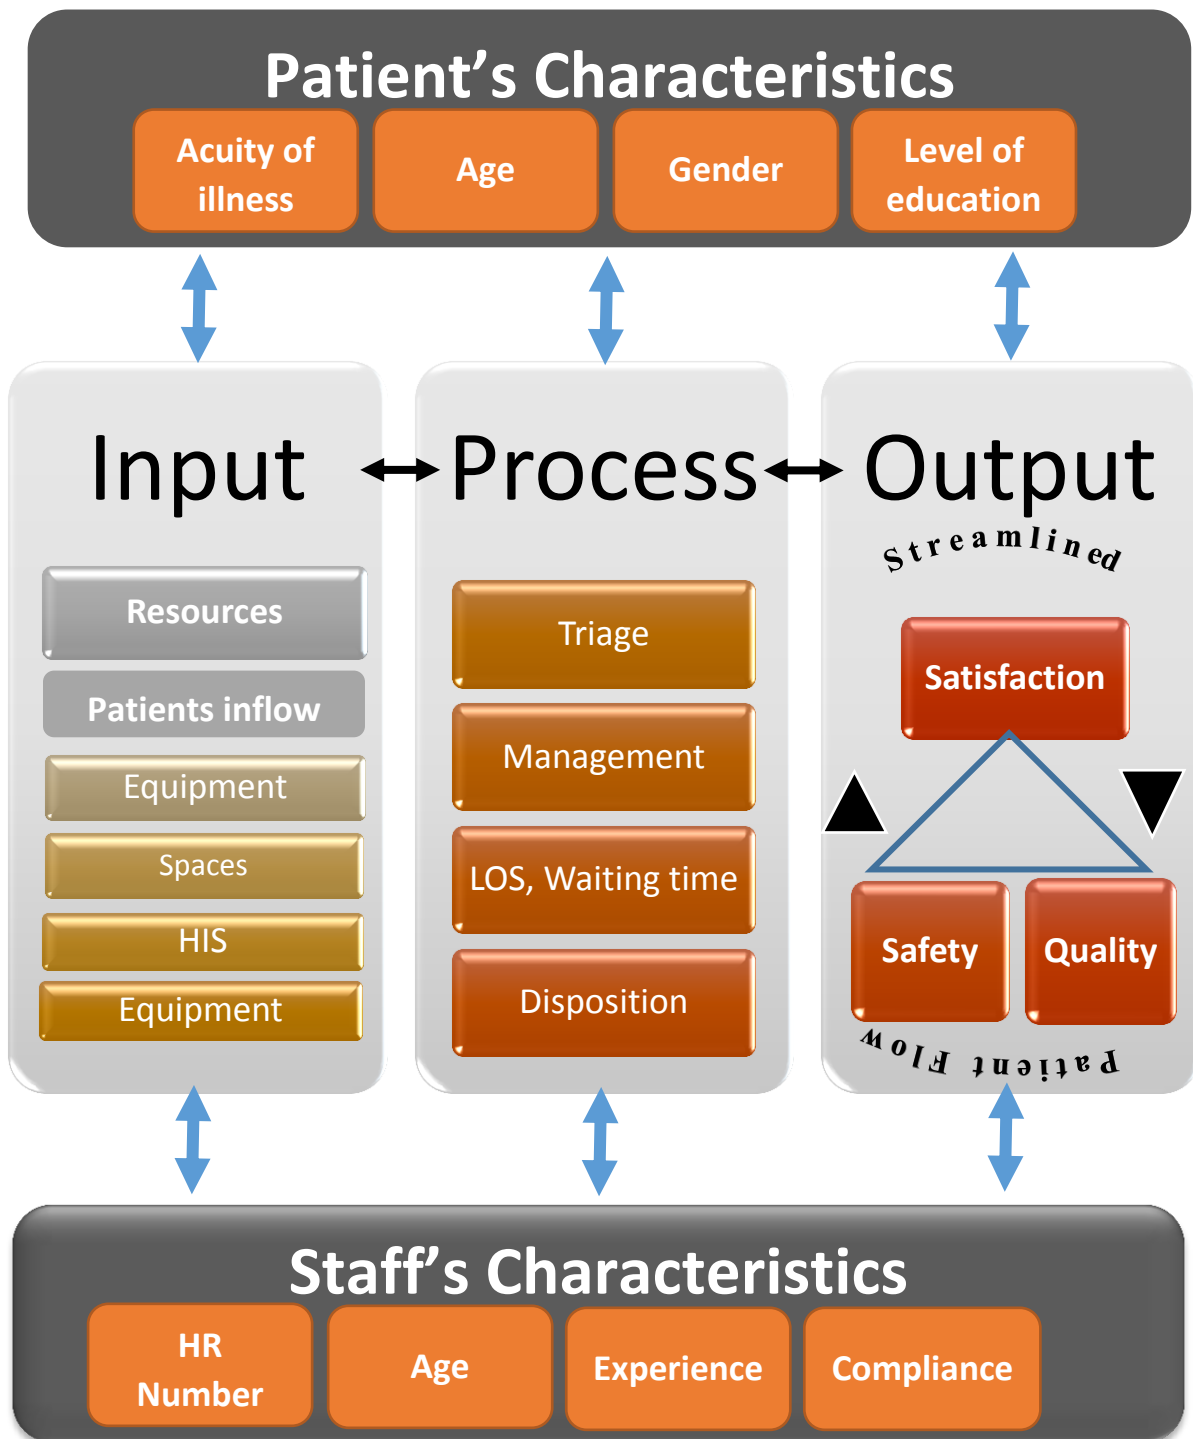 Patient’s Characteristics
Acuity of
illness
Age
Gender
Level of
education
Input
Process
Output
Streamlined
Resources
Patients inflow
Equipment
Spaces
HIS
Equipment
Triage
Management
LOS, Waiting time
Disposition
Satisfaction
Safety
Quality
Patient Flow
Staff’s Characteristics
HR
Number
Age
Experience
Compliance